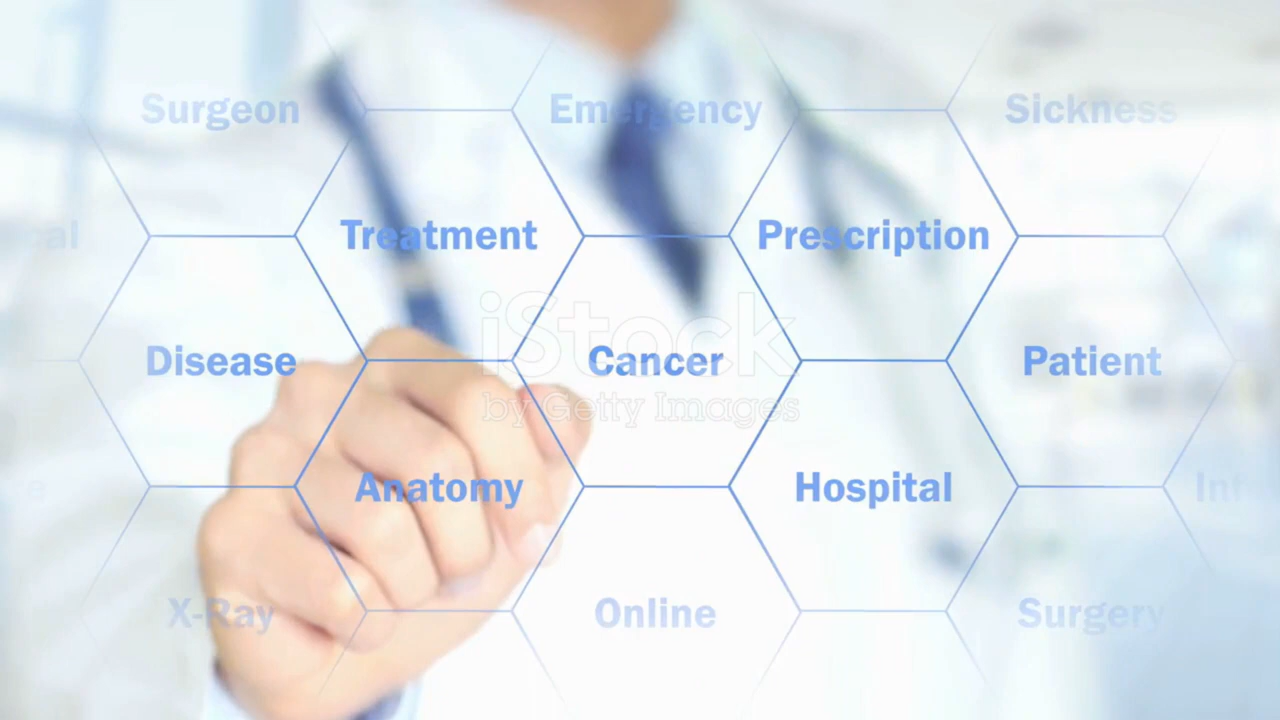 Surgeon
Emergency
Sickness
Treatment
Prescription
iStock
Disease
Cancer
Patient
by Getty Images
Anatomy
Hospital
X-Ray
Online
Surgery